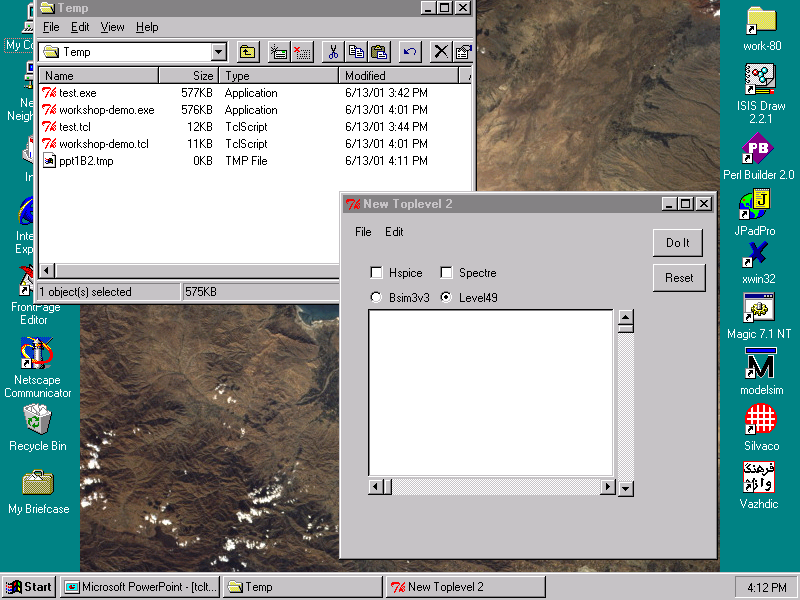 Temp
File Edit View Help
Temp
Name Size Type Modified
test.exe 577KB Application 6/13/01 3:42 PM
workshop-demo.exe 576KB Application 6/13/01 4:01 PM
test.tcl 12KB TclScript 6/13/01 3:44 PM
workshop-demo.tcl 11KB TclScript 6/13/01 4:01 PM
ppt1B2.tmp 0KB TMP File 6/13/01 4:11 PM
1 object(s) selected 575KB
My Co
Ne
Neighb
In
Inte
Exp
FrontPage
Editor
Netscape
Communicator
Recycle Bin
My Briefcase
New Toplevel 2
File Edit
Do It
Hspice Spectre
Reset
Bsim3v3 Level49
work-80
ISIS Draw
2.2.1
PB
Perl Builder 2.0
J
JPadPro
X
xwin32
Magic 7.1 NT
M
modelsim
Silvaco
فرهنگ
واژه
Vazhdic
Start Microsoft PowerPoint - [tclt... Temp New Toplevel 2 4:12 PM